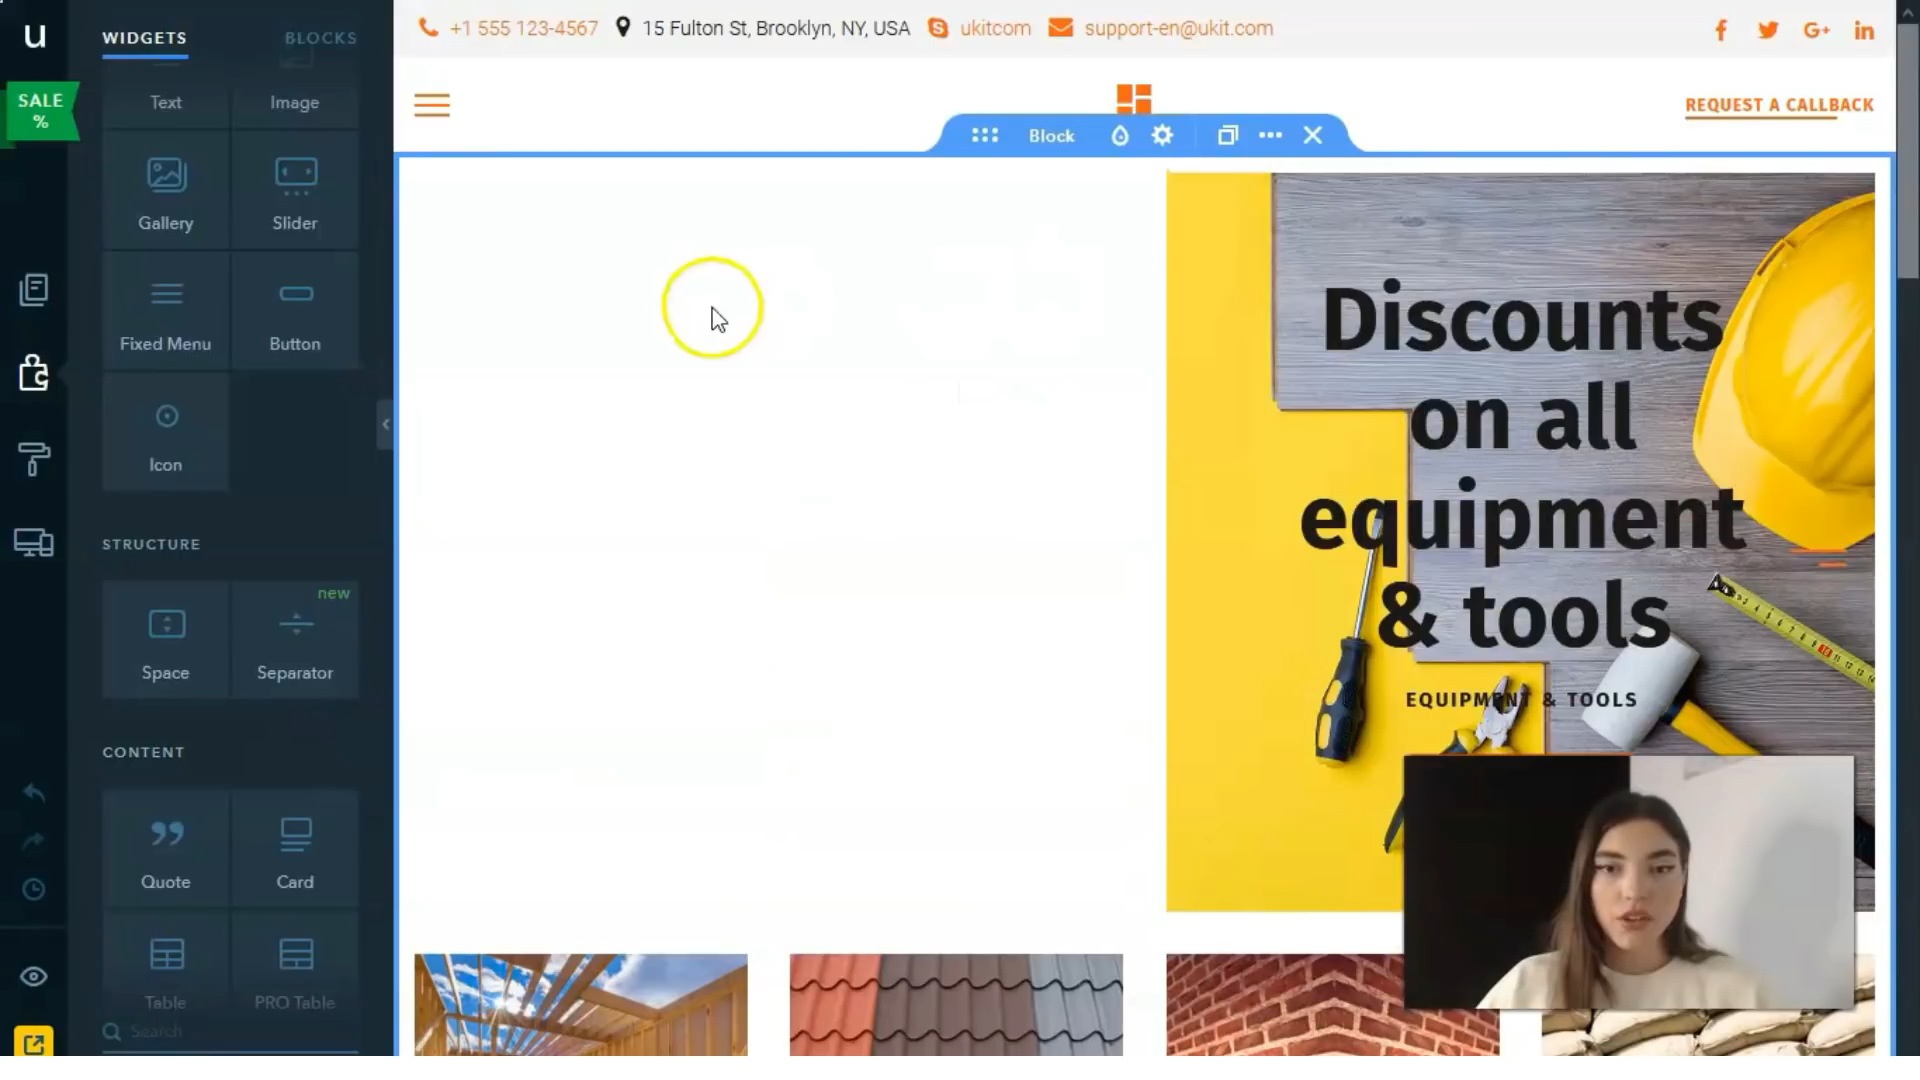 u
WIDGETS
BLOCKS
SALE
%
Text
Image
Gallery
Slider
Fixed Menu
Button
Icon
STRUCTURE
new
Space
Separator
CONTENT
Quote
Card
Table
PRO Table
Search
+1 555 123-4567
15 Fulton St, Brooklyn, NY, USA
ukitcom
support-en@ukit.com
f
G+
in
REQUEST A CALLBACK
Block
Discounts
on all
equipment
& tools
EQUIPMENT & TOOLS